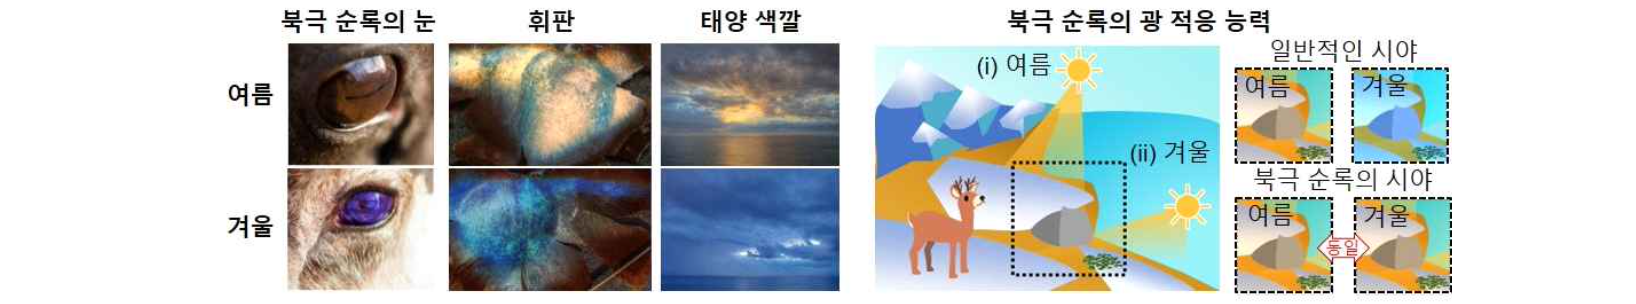 북극 순록의 눈
휘판
태양 색깔
북극 순록의 광 적응 능력
여름
겨울
(i) 여름
(ii) 겨울
일반적인 시야
여름
겨울
북극 순록의 시야
여름
겨울
동일